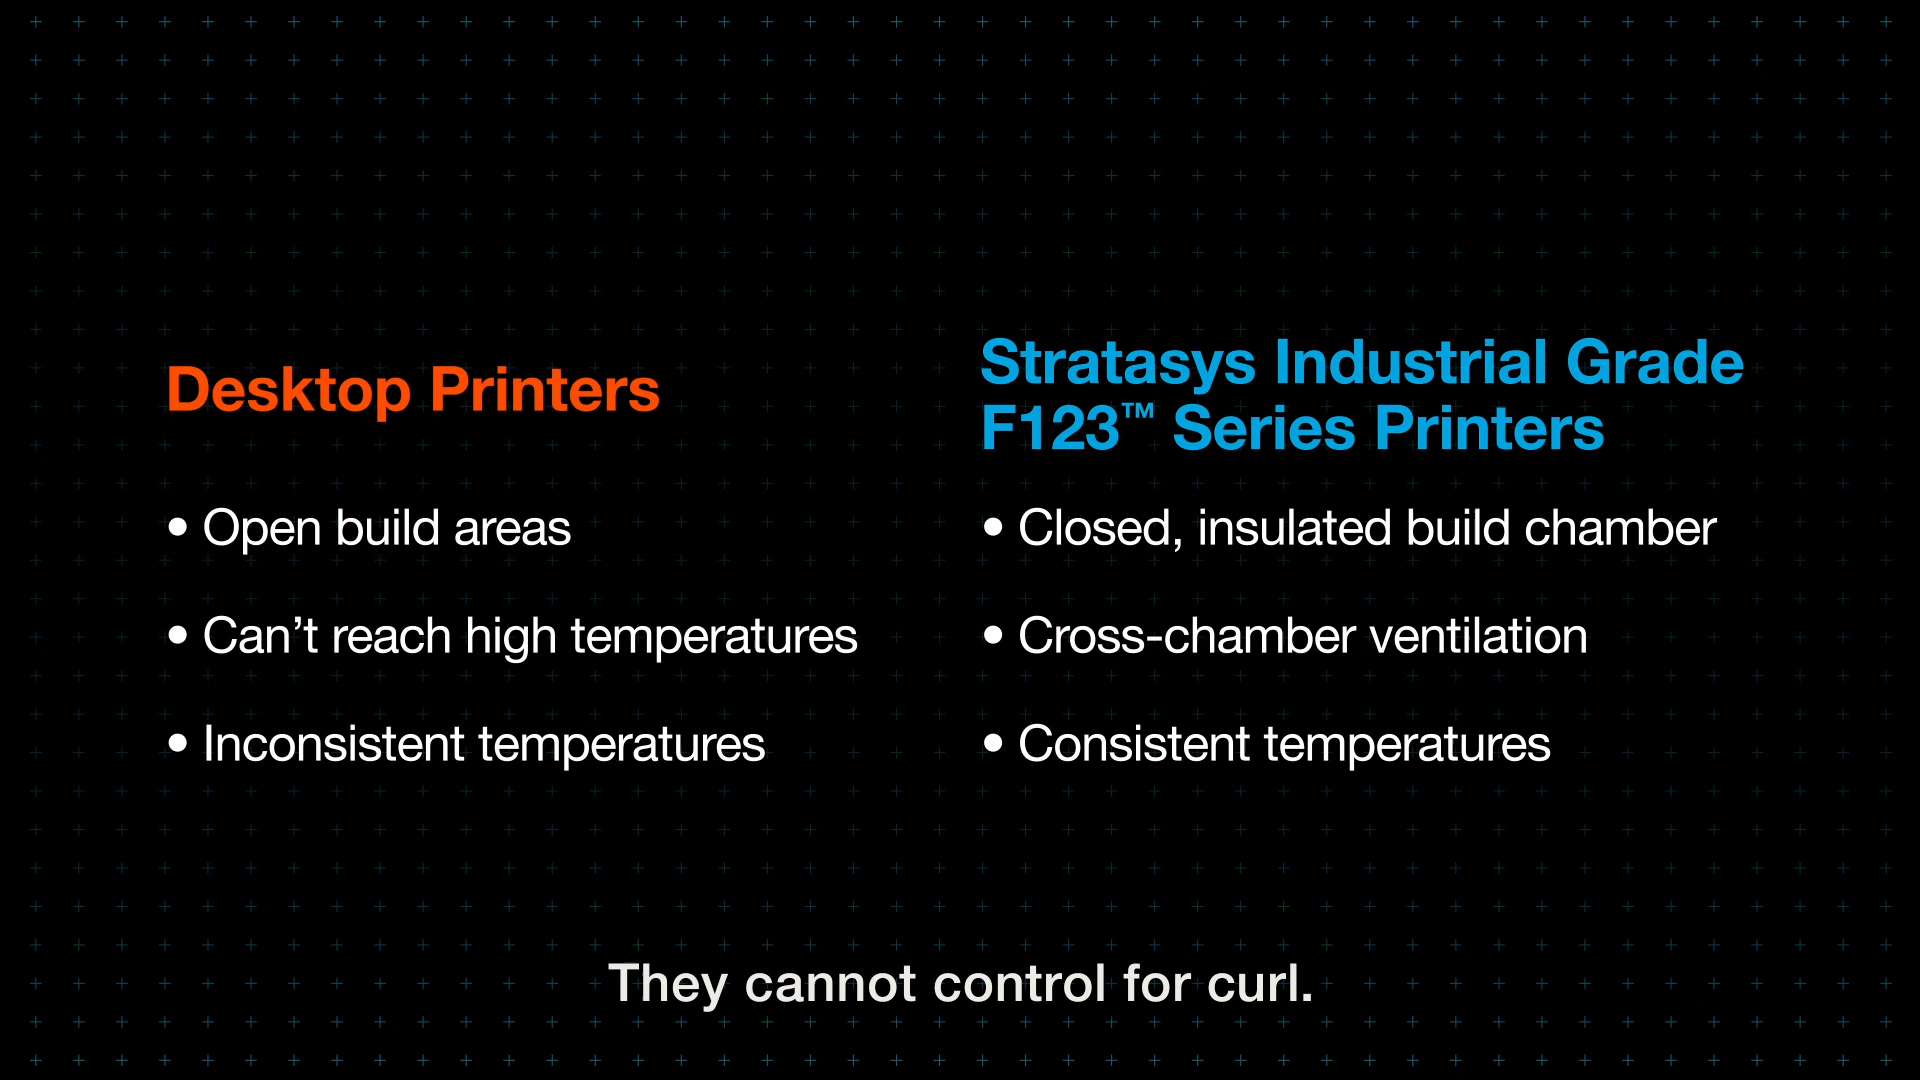 Desktop Printers
• Open build areas
• Can’t reach high temperatures
• Inconsistent temperatures
Stratasys Industrial Grade
F123™ Series Printers
• Closed, insulated build chamber
• Cross-chamber ventilation
• Consistent temperatures
They cannot control for curl.